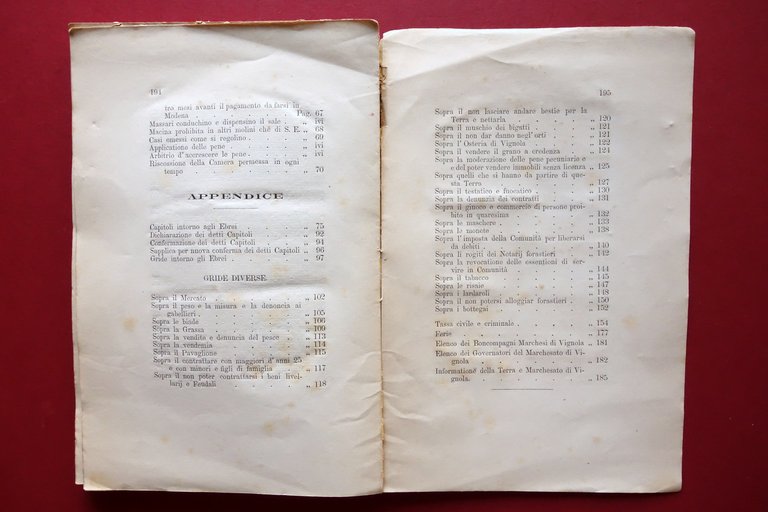 194
tro mesi avanti il pagamento da farsi in
Modena . . . . . . Pag. 67
Massari conduchino e dispensino il sale . „ ivi
Macina prohibita in altri molini chè di S. E. „ 68
Casi omessi come si regolino . . . „ 69
Applicatione delle pene . . . . „ ivi
Arbitrio d'accrescere le pene . . . „ ivi
Riscossione della Camera permessa in ogni
tempo . . . . . . „ 70
APPENDICE
Capitoli intorno agli Ebrei . . . „ 75
Dichiarazione dei detti Capitoli . . „ 92
Confermazione dei detti Capitoli . . „ 94
Supplica per nuova conferma dei detti Capitoli „ 96
Gride intorno gli Ebrei . . . . „ 97
GRIDE DIVERSE.
Sopra il Mercato . . . . . „ 102
Sopra il peso e la misura e la denoncia ai
gabellieri . . . . . . „ 105
Sopra le biade . . . . . „ 106
Sopra la Grassa . . . . . „ 109
Sopra la vendita e dinuncia del pesce . „ 113
Sopra la vendemia . . . . . „ 114
Sopra il Pavaglione . . . . . „ 115
Sopra il contrattare con maggiori d'anni 25
e con minori e figli di famiglia . . „ 117
Sopra il non poter contrattarsi i beni livel-
larij e Feudali . . . . . „ 118
195
Sopra il non lasciare andare bestie per la
Terra e nettarla . . . . . „ 120
Sopra il muschio dei bigatti . . . „ 121
Sopra il non dar danno negl'orti . . „ 121
Sopra l'Osteria di Vignola . . . „ 122
Sopra il vendere il grano a credenza . „ 124
Sopra la moderazione delle pene pecuniarie e
e del poter vendere immobili senza licenza „ 125
Sopra quelli che si hanno da partire di que-
sta Terra . . . . . . „ 127
Sopra il testatico e fuocatico . . . „ 130
Sopra la denunzia dei contratti . . „ 131
Sopra il giuoco e commercio di persone proi-
bite in quaresima . . . . „ 132
Sopra le maschere . . . . . „ 133
Sopra le monete . . . . . „ 138
Sopra l'imposta della Comunità per liberarsi
da debiti . . . . . . „ 140
Sopra li rogiti dei Notarij forastieri . „ 142
Sopra la revocatione delle essentioni di ser-
vire in Comunità . . . . „ 144
Sopra il tabacco . . . . . „ 145
Sopra le risaie . . . . . „ 147
Sopra i lardaroli . . . . . „ 148
Sopra il non potersi alloggiar forastieri . „ 150
Sopra i bottegai . . . . . „ 152
Tassa civile e criminale . . . . „ 154
Ferie . . . . . . . „ 177
Elenco dei Boncompagni Marchesi di Vignola „ 181
Elenco dei Governatori del Marchesato di Vi-
gnola . . . . . . „ 182
Informatione della Terra e Marchesato di Vi-
gnola. . . . . . . „ 185